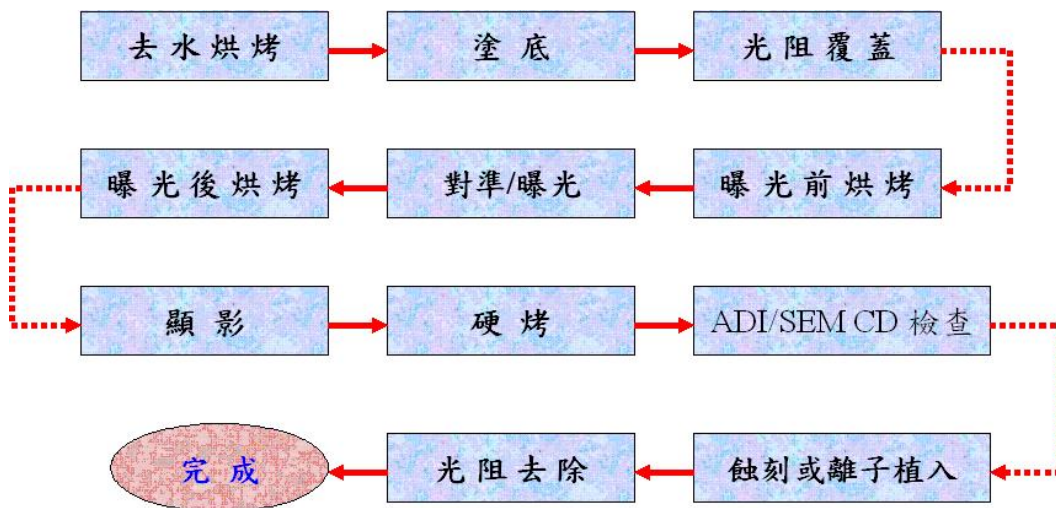 去水烘烤
塗底
光阻覆蓋
曝光前烘烤
對準/曝光
曝光後烘烤
顯影
硬烤
ADI/SEM CD 檢查
蝕刻或離子植入
光阻去除
完成